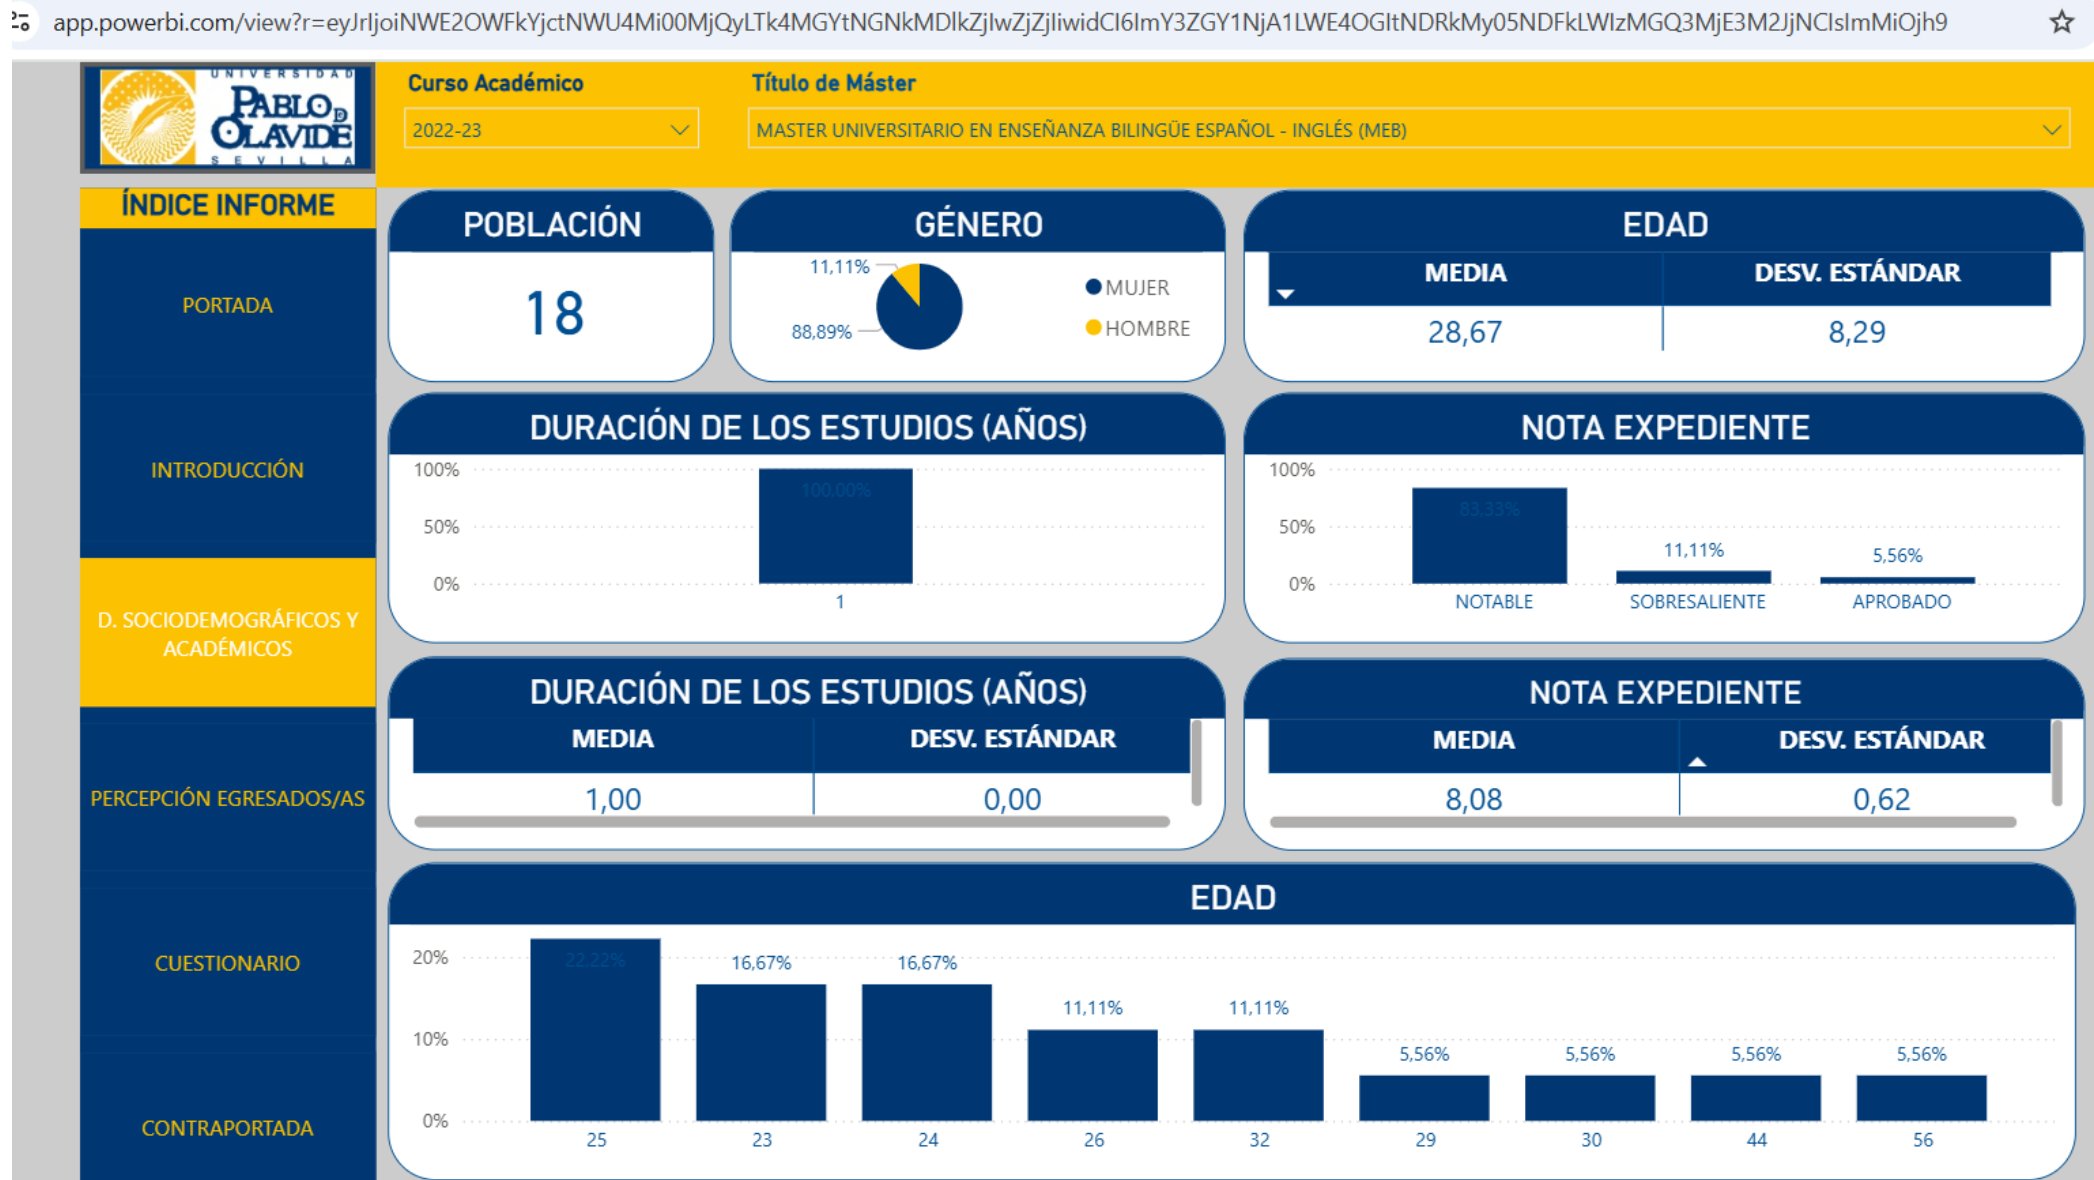 app.powerbi.com/view?r=eyJrIjoiNWE2OWFkYjctNWU4Mi00MjQyLTk4MGYtNGNkMDlkZjIwZjZjIiwidCI6ImY3ZGY1NjA1LWE4OGItNDRkMy05NDFkLWIzMGQ3MjE3M2JjNCIsImMiOjh9
UNIVERSIDAD
PABLO D
OLAVIDE
SEVILLA
Curso Académico
Título de Máster
2022-23
MASTER UNIVERSITARIO EN ENSEÑANZA BILINGÜE ESPAÑOL - INGLÉS (MEB)
ÍNDICE INFORME
PORTADA
INTRODUCCIÓN
D. SOCIODEMOGRÁFICOS Y
ACADÉMICOS
PERCEPCIÓN EGRESADOS/AS
CUESTIONARIO
CONTRAPORTADA
POBLACIÓN
18
GÉNERO
11,11%
88,89%
MUJER
HOMBRE
EDAD
MEDIA DESV. ESTÁNDAR
28,67 8,29
DURACIÓN DE LOS ESTUDIOS (AÑOS)
100%
50%
0%
100,00%
1
NOTA EXPEDIENTE
100%
50%
0%
83,33% 11,11% 5,56%
NOTABLE SOBRESALIENTE APROBADO
DURACIÓN DE LOS ESTUDIOS (AÑOS)
MEDIA DESV. ESTÁNDAR
1,00 0,00
NOTA EXPEDIENTE
MEDIA DESV. ESTÁNDAR
8,08 0,62
EDAD
20%
10%
0%
22,22% 16,67% 16,67% 11,11% 11,11% 5,56% 5,56% 5,56% 5,56%
25 23 24 26 32 29 30 44 56